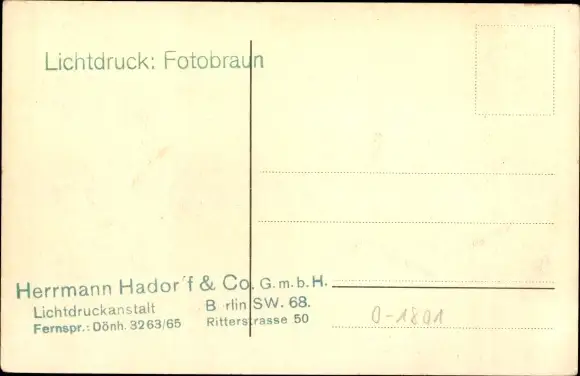 Lichtdruck: Fotobraun
Herrmann Hador´f & Co. G.m.b.H.
Lichtdruckanstalt B rlin SW. 68.
Fernspr.: Dönh. 3263/65 Ritterstrasse 50
0-1801